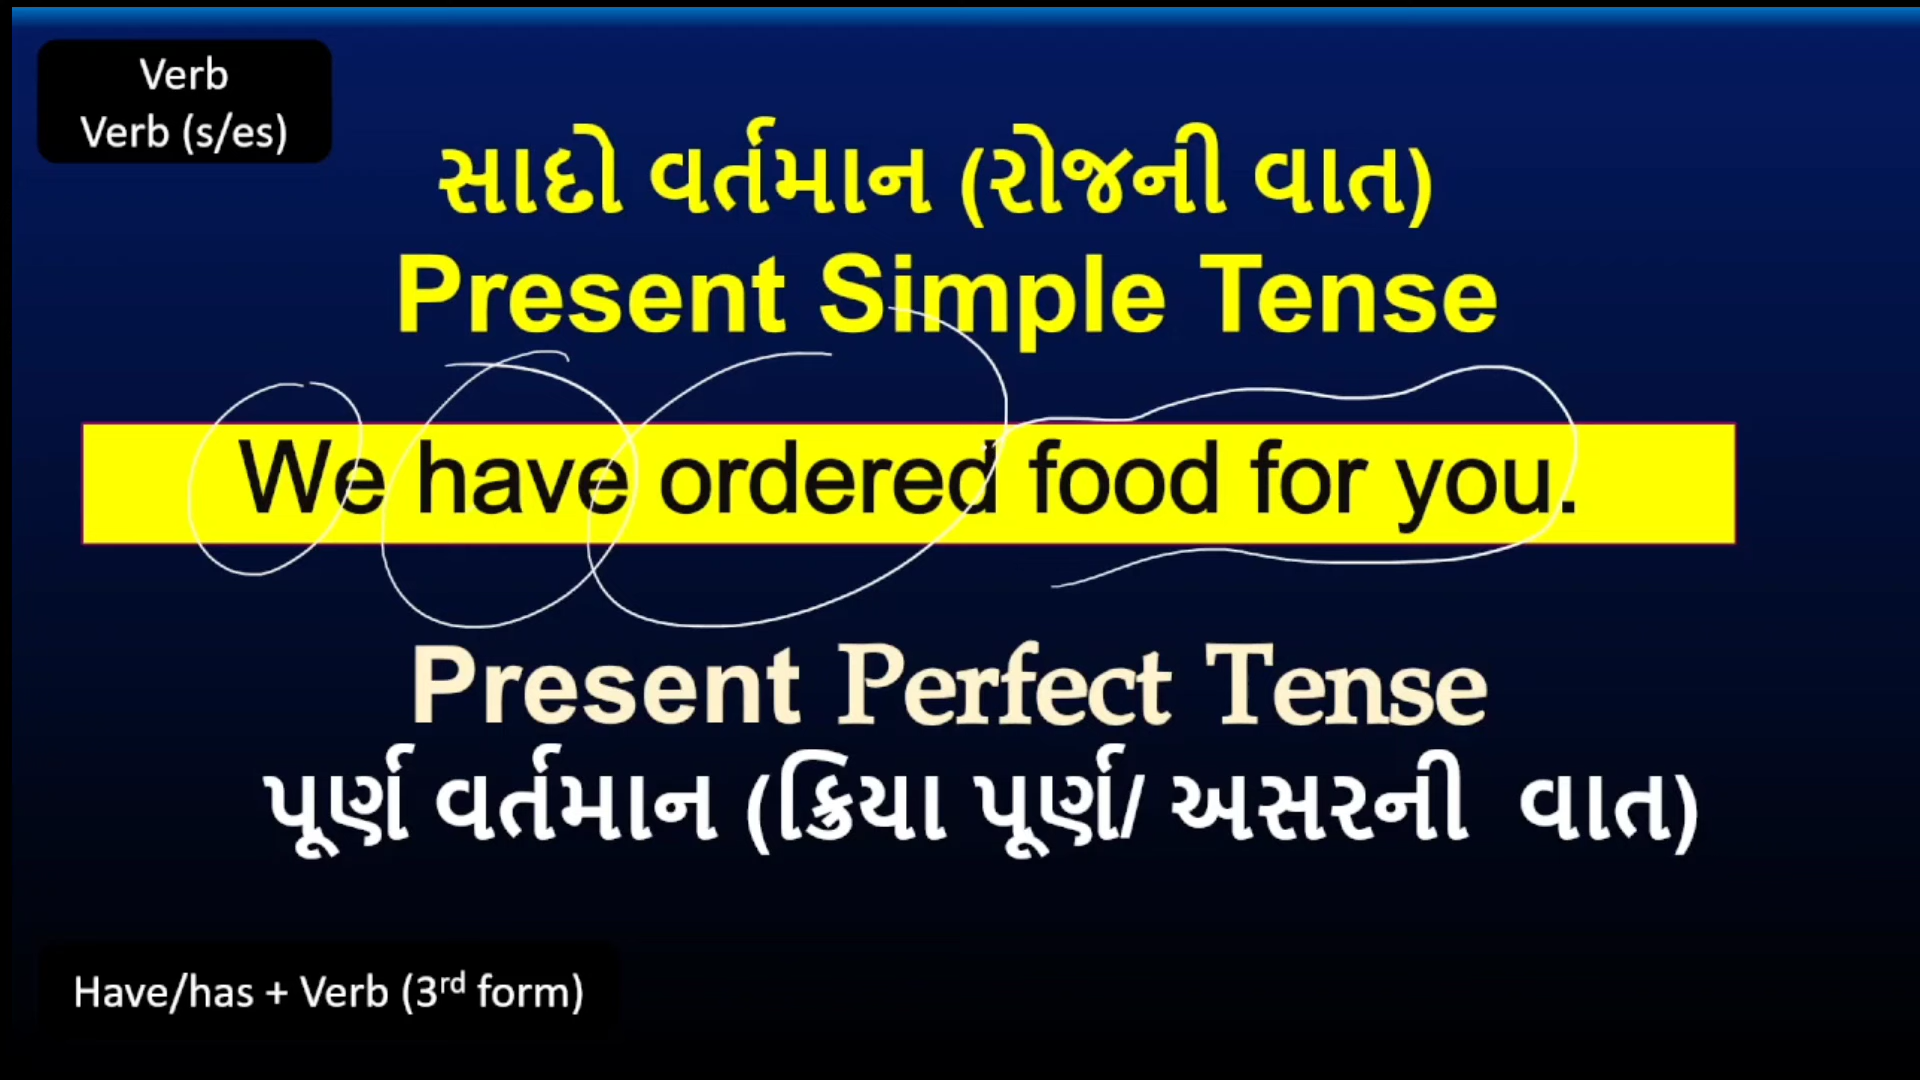 Verb
Verb (s/es)
સાદો વર્તમાન (રોજની વાત)
Present Simple Tense
We have ordered food for you.
Present Perfect Tense
પૂર્ણ વર્તમાન (ક્રિયા પૂર્ણ/ અસરની વાત)
Have/has + Verb (3rd form)